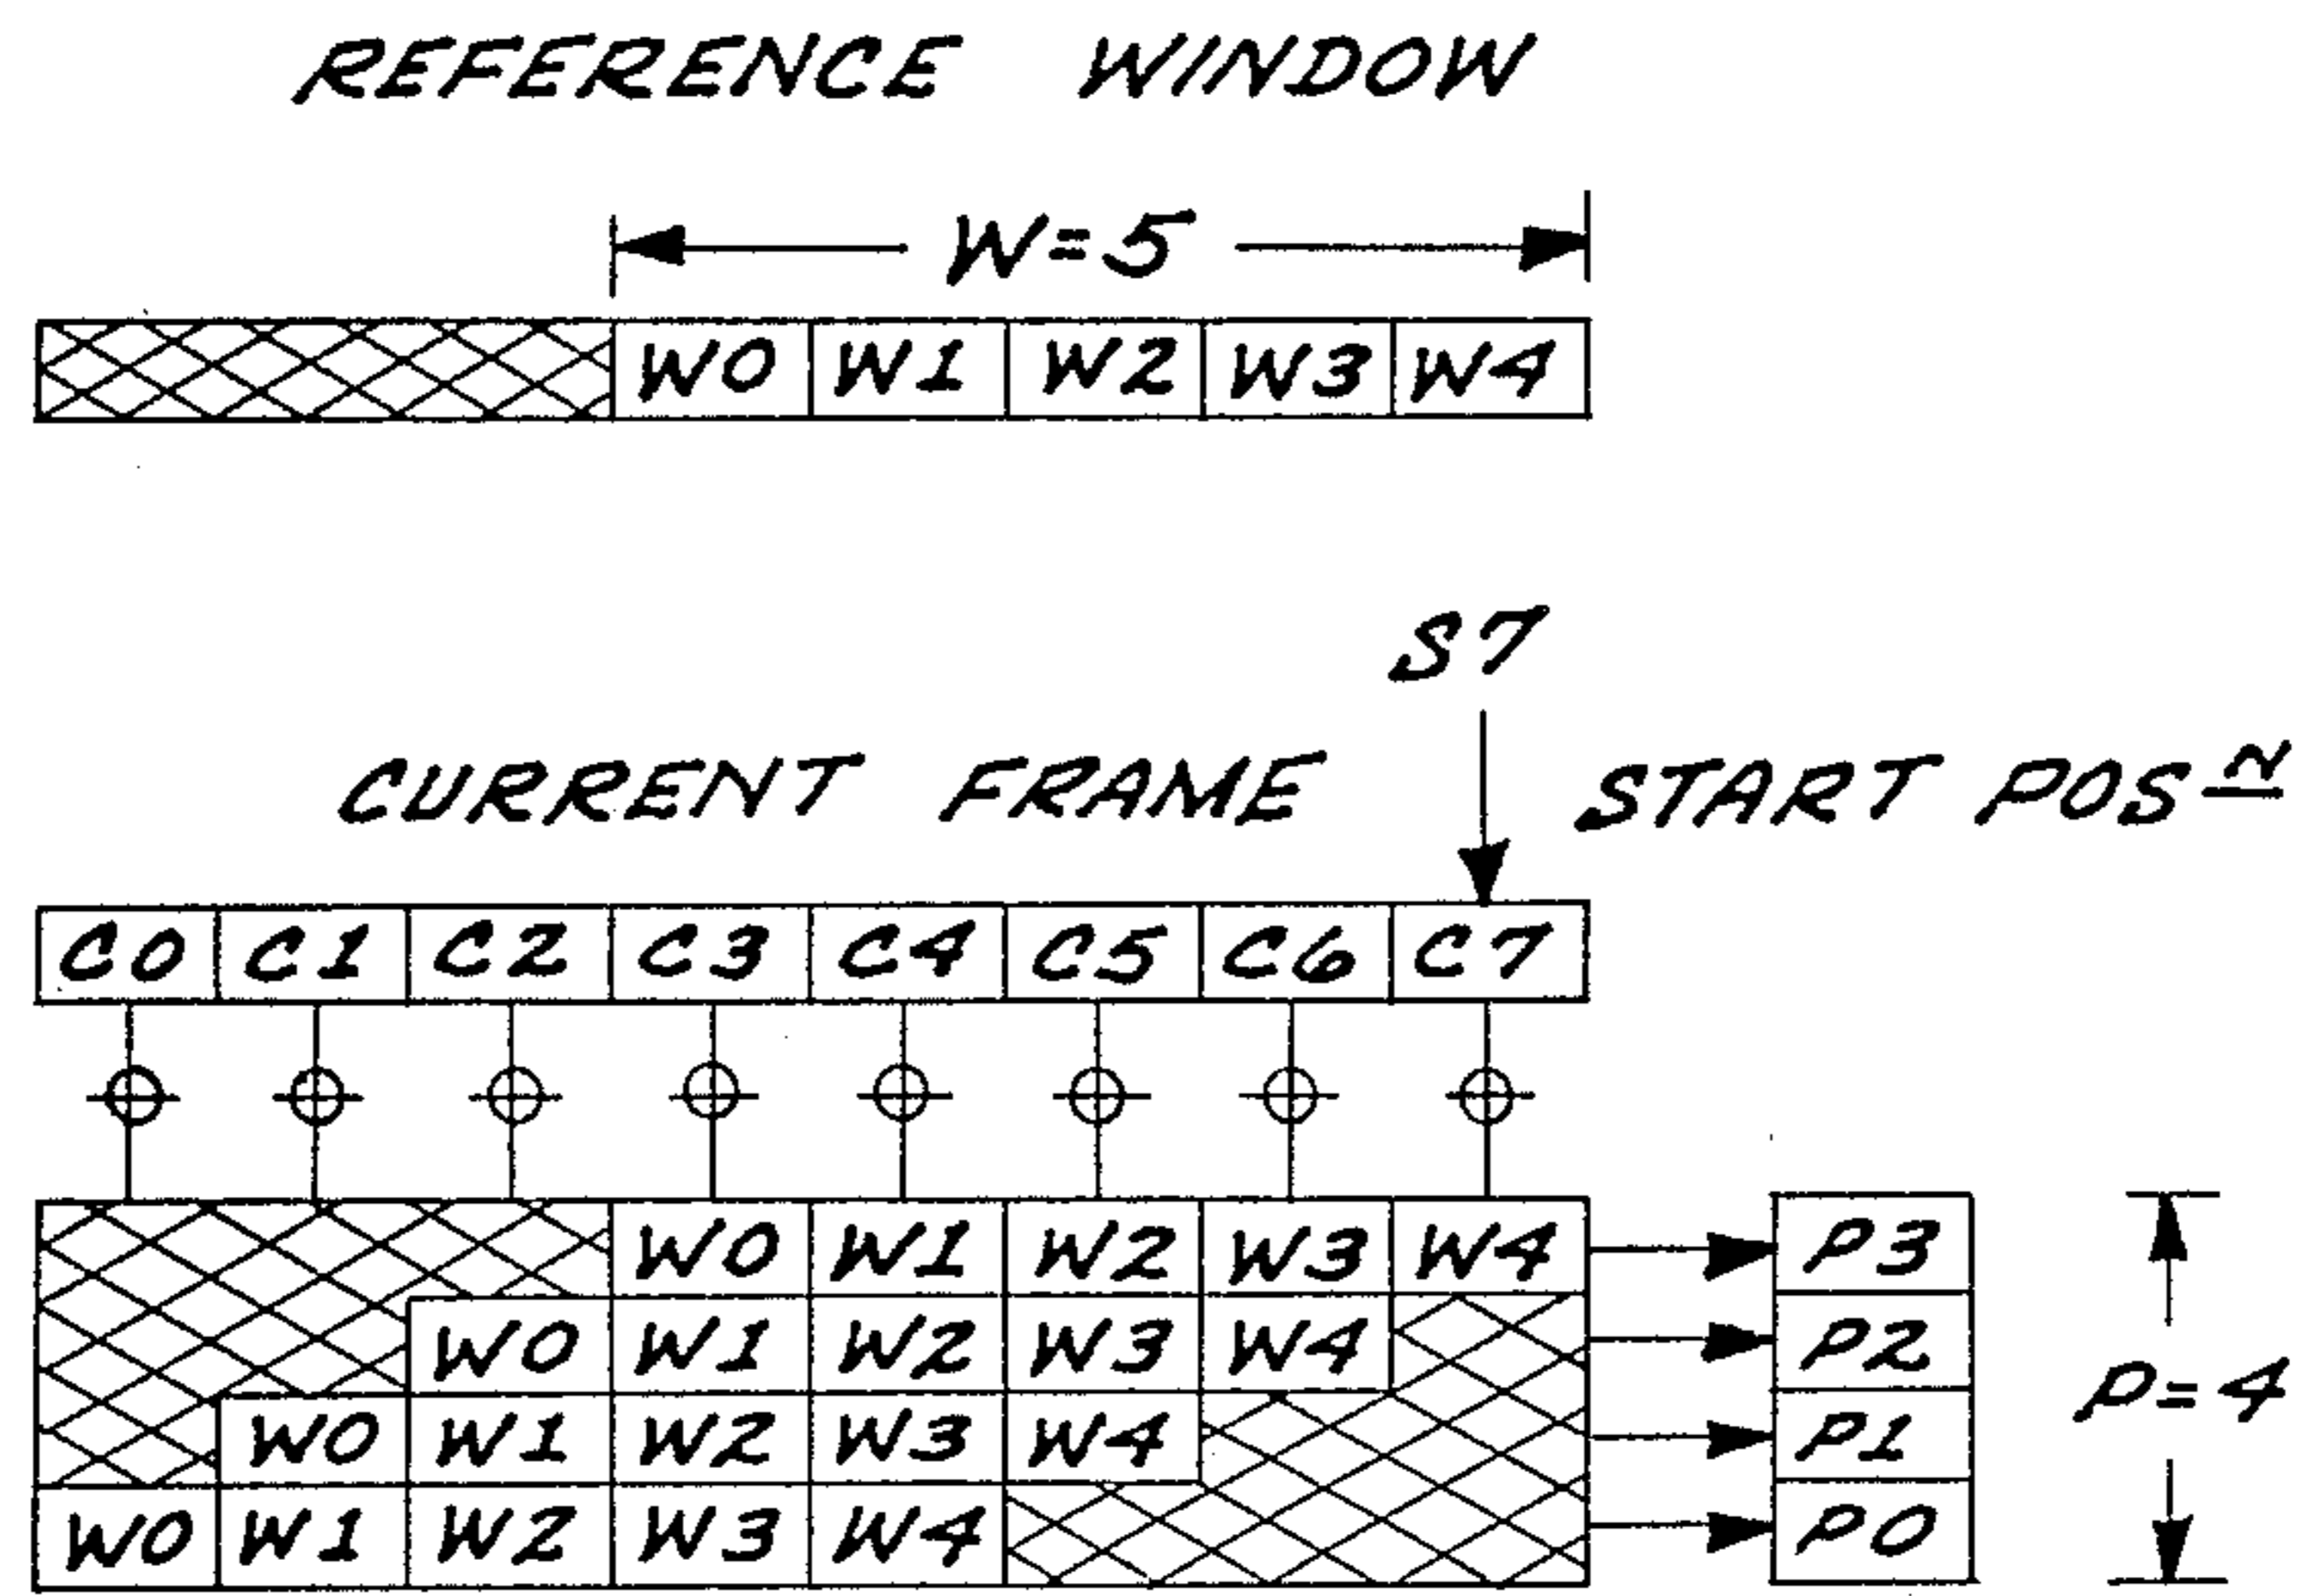 REFERENCE WINDOW
W=5
W0 W1 W2 W3 W4
S7
CURRENT FRAME START POSN
C0 C1 C2 C3 C4 C5 C6 C7
W0 W1 W2 W3 W4 P3
W0 W1 W2 W3 W4 P2
P=4
W0 W1 W2 W3 W4 P1
W0 W1 W2 W3 W4 P0